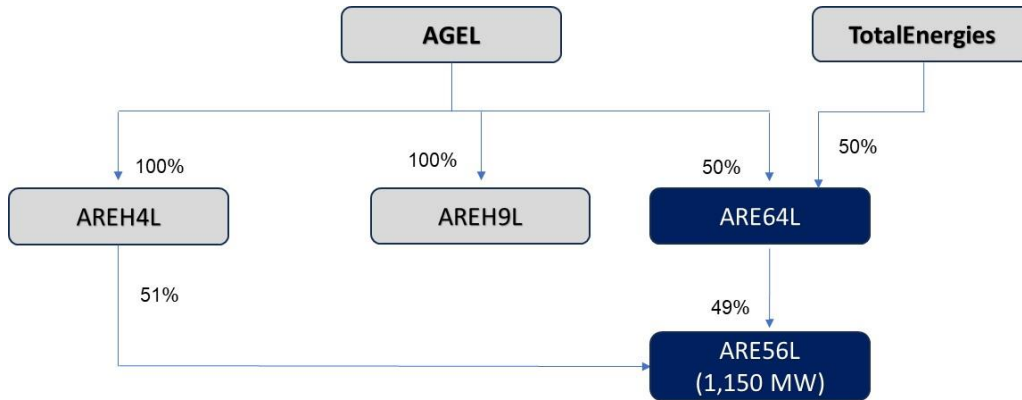 AGEL
TotalEnergies
100%
100%
50%
50%
AREH4L
AREH9L
ARE64L
51%
49%
ARE56L
(1,150 MW)